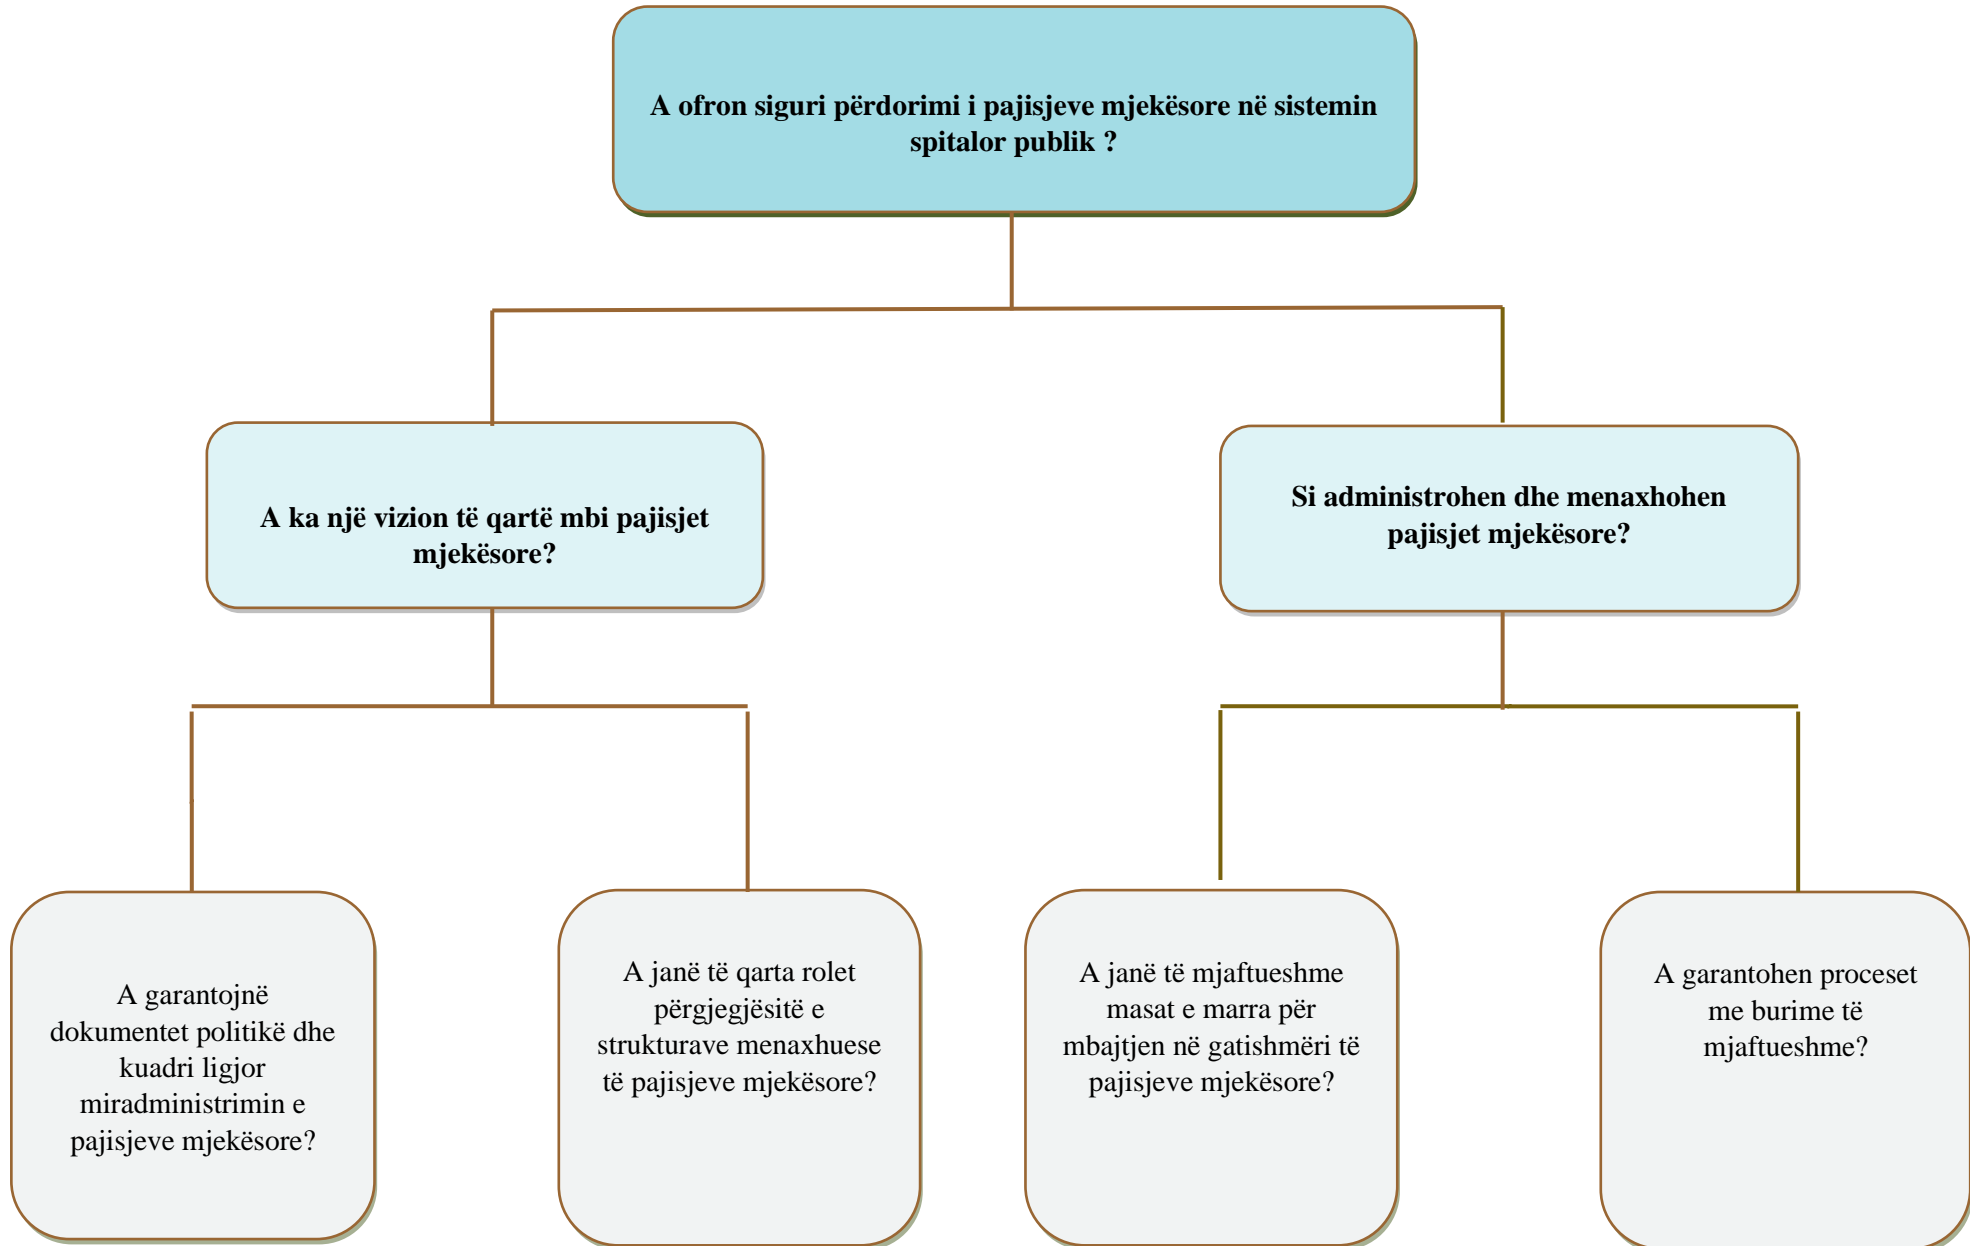 A ofron siguri përdorimi i pajisjeve mjekësore në sistemin
spitalor publik ?
A ka një vizion të qartë mbi pajisjet
mjekësore?
Si administrohen dhe menaxhohen
pajisjet mjekësore?
A garantojnë
dokumentet politikë dhe
kuadri ligjor
miradministrimin e
pajisjeve mjekësore?
A janë të qarta rolet
përgjegjësitë e
strukturave menaxhuese
të pajisjeve mjekësore?
A janë të mjaftueshme
masat e marra për
mbajtjen në gatishmëri të
pajisjeve mjekësore?
A garantohen proceset
me burime të
mjaftueshme?